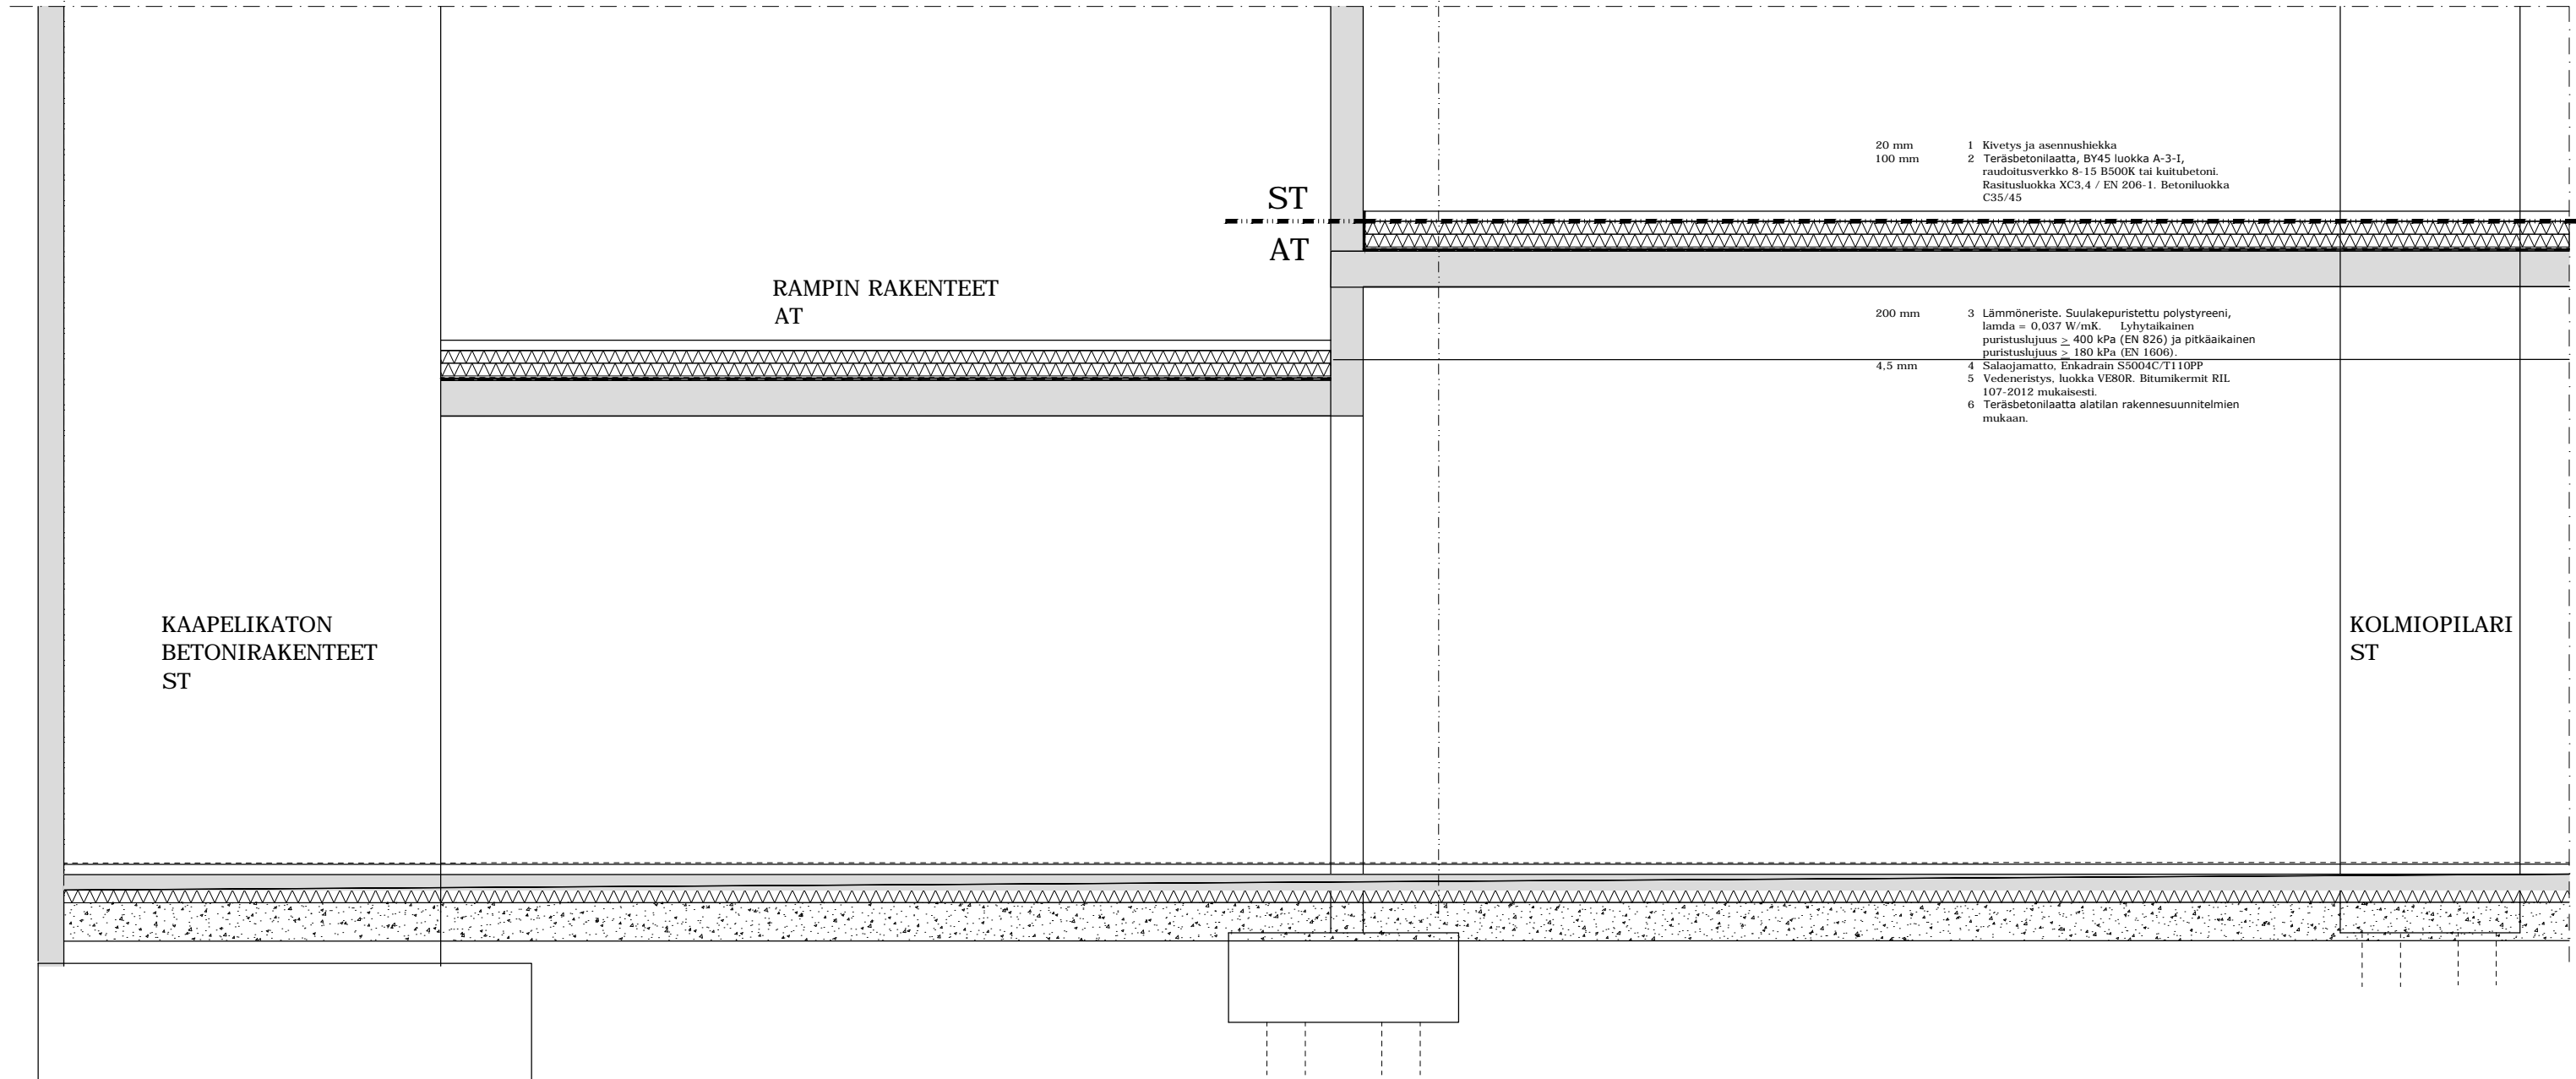 20 mm 1 Kivetys ja asennushiekka
100 mm 2 Teräsbetonilaatta, BY45 luokka A-3-I,
raudoitusverkko 8-15 B500K tai kuitubetoni.
Rasitusluokka XC3,4 / EN 206-1. Betoniluokka
C35/45
ST
AT
RAMPIN RAKENTEET
AT
200 mm 3 Lämmöneriste. Suulakepuristettu polystyreeni,
lamda = 0,037 W/mK. Lyhytaikainen
puristuslujuus ≥ 400 kPa (EN 826) ja pitkäaikainen
puristuslujuus ≥ 180 kPa (EN 1606).
4,5 mm 4 Salaojamatto, Enkadrain S5004C/T110PP
5 Vedeneristys, luokka VE80R. Bitumikermit RIL
107-2012 mukaisesti.
6 Teräsbetonilaatta alatilan rakennesuunnitelmien
mukaan.
KAAPELIKATON
BETONIRAKENTEET
ST
KOLMIOPILARI
ST